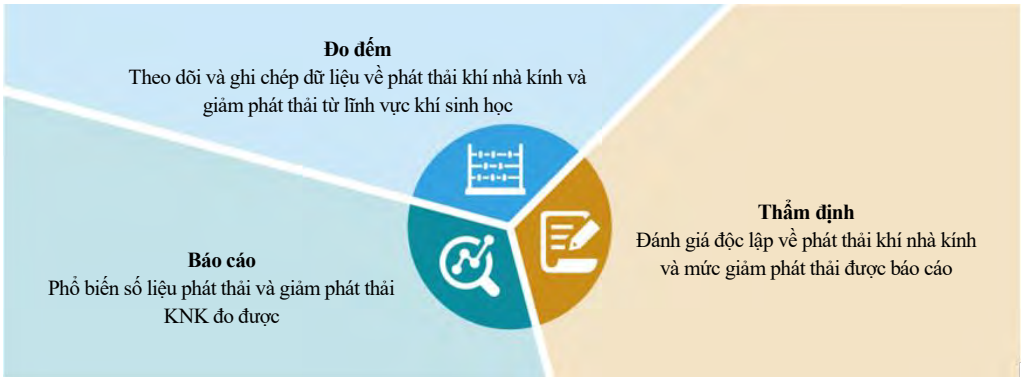 Đo đếm
Theo dõi và ghi chép dữ liệu về phát thải khí nhà kính và
giảm phát thải từ lĩnh vực khí sinh học
Báo cáo
Phổ biến số liệu phát thải và giảm phát thải
KNK đo được
Thẩm định
Đánh giá độc lập về phát thải khí nhà kính
và mức giảm phát thải được báo cáo